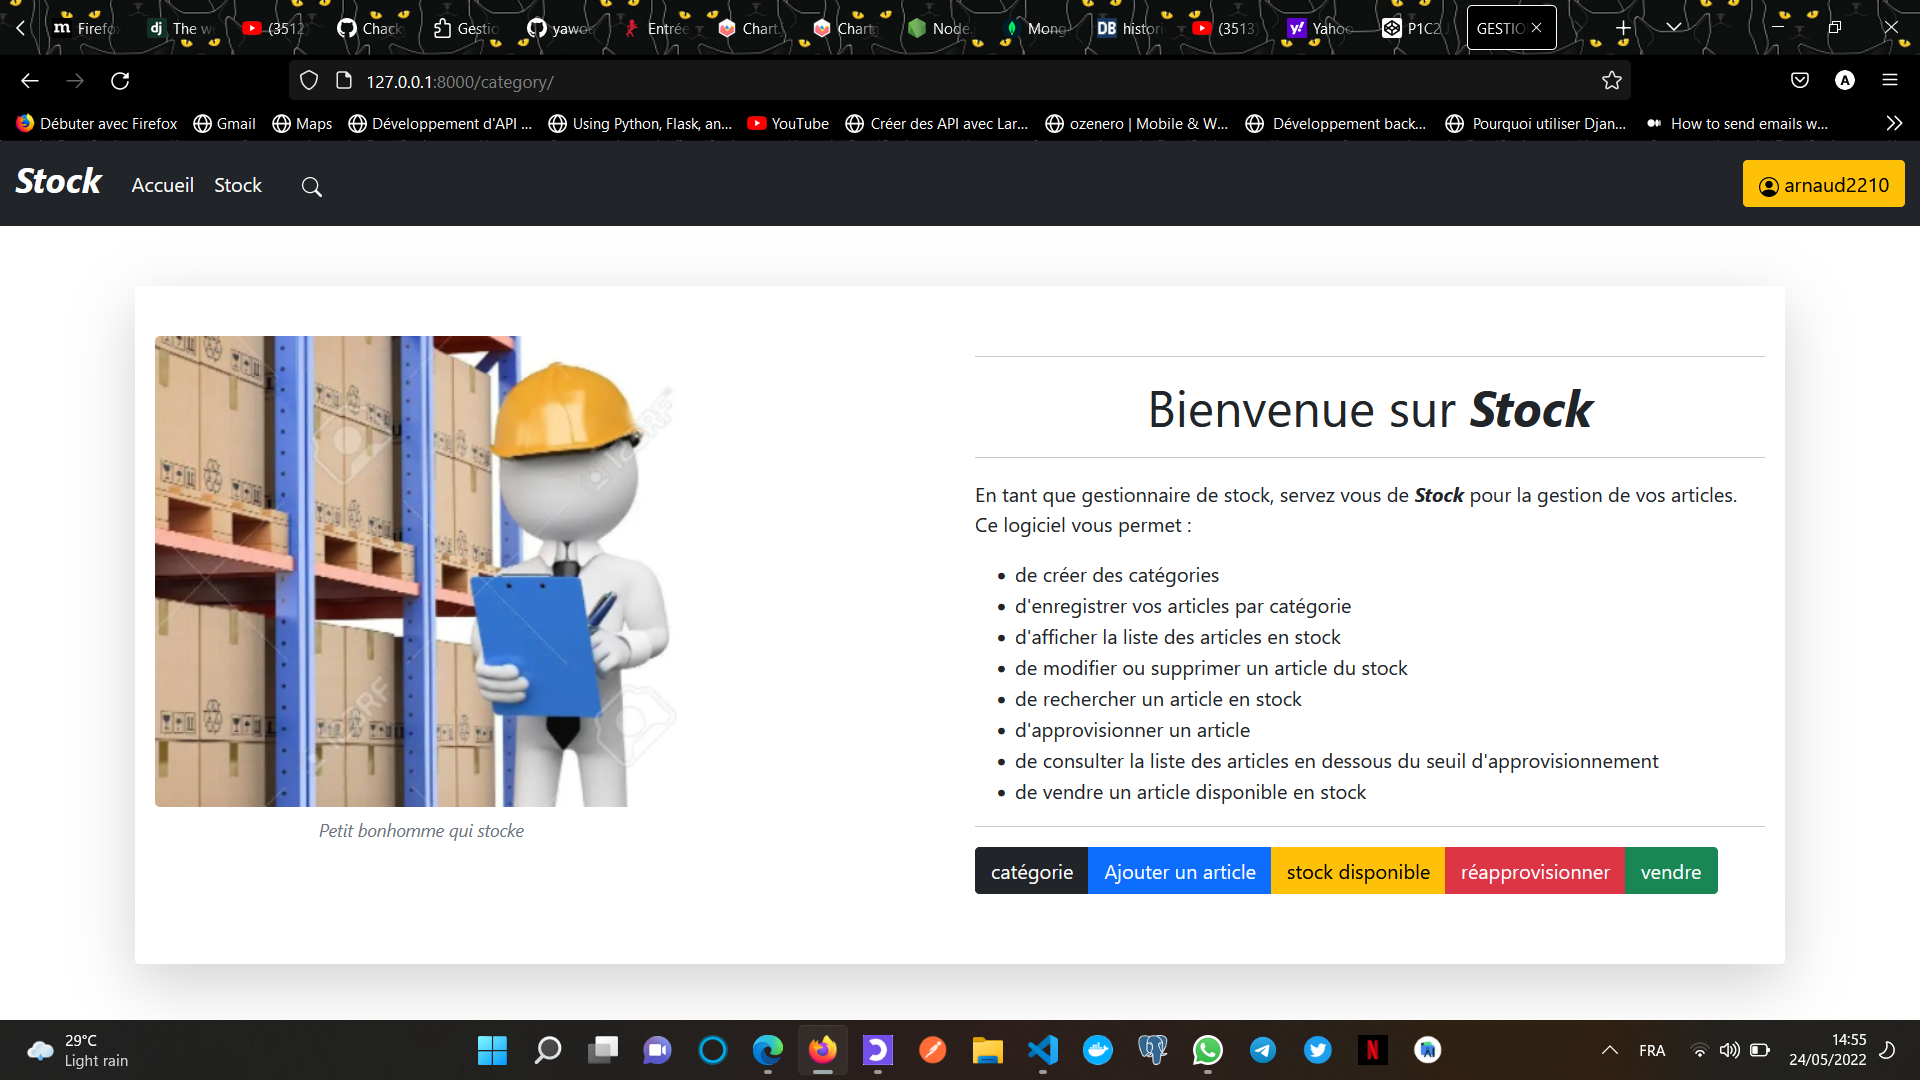 Firefo
The w
(3512
Chack
Gestio
yawo
Entrée
Chart.
Chart
Node.
Mong
DB histori
(3513)
Yahoo
P1C2
GESTIO
127.0.0.1:8000/category/
A
Débuter avec Firefox
Gmail
Maps
Développement d'API ...
Using Python, Flask, an...
YouTube
Créer des API avec Lar...
ozenero | Mobile & W...
Développement back...
Pourquoi utiliser Djan...
How to send emails w...
Stock
Accueil
Stock
arnaud2210
Bienvenue sur Stock
En tant que gestionnaire de stock, servez vous de Stock pour la gestion de vos articles.
Ce logiciel vous permet :
de créer des catégories
d'enregistrer vos articles par catégorie
d'afficher la liste des articles en stock
de modifier ou supprimer un article du stock
de rechercher un article en stock
d'approvisionner un article
de consulter la liste des articles en dessous du seuil d'approvisionnement
de vendre un article disponible en stock
Petit bonhomme qui stocke
catégorie
Ajouter un article
stock disponible
réapprovisionner
vendre
29°C
Light rain
FRA
14:55
24/05/2022